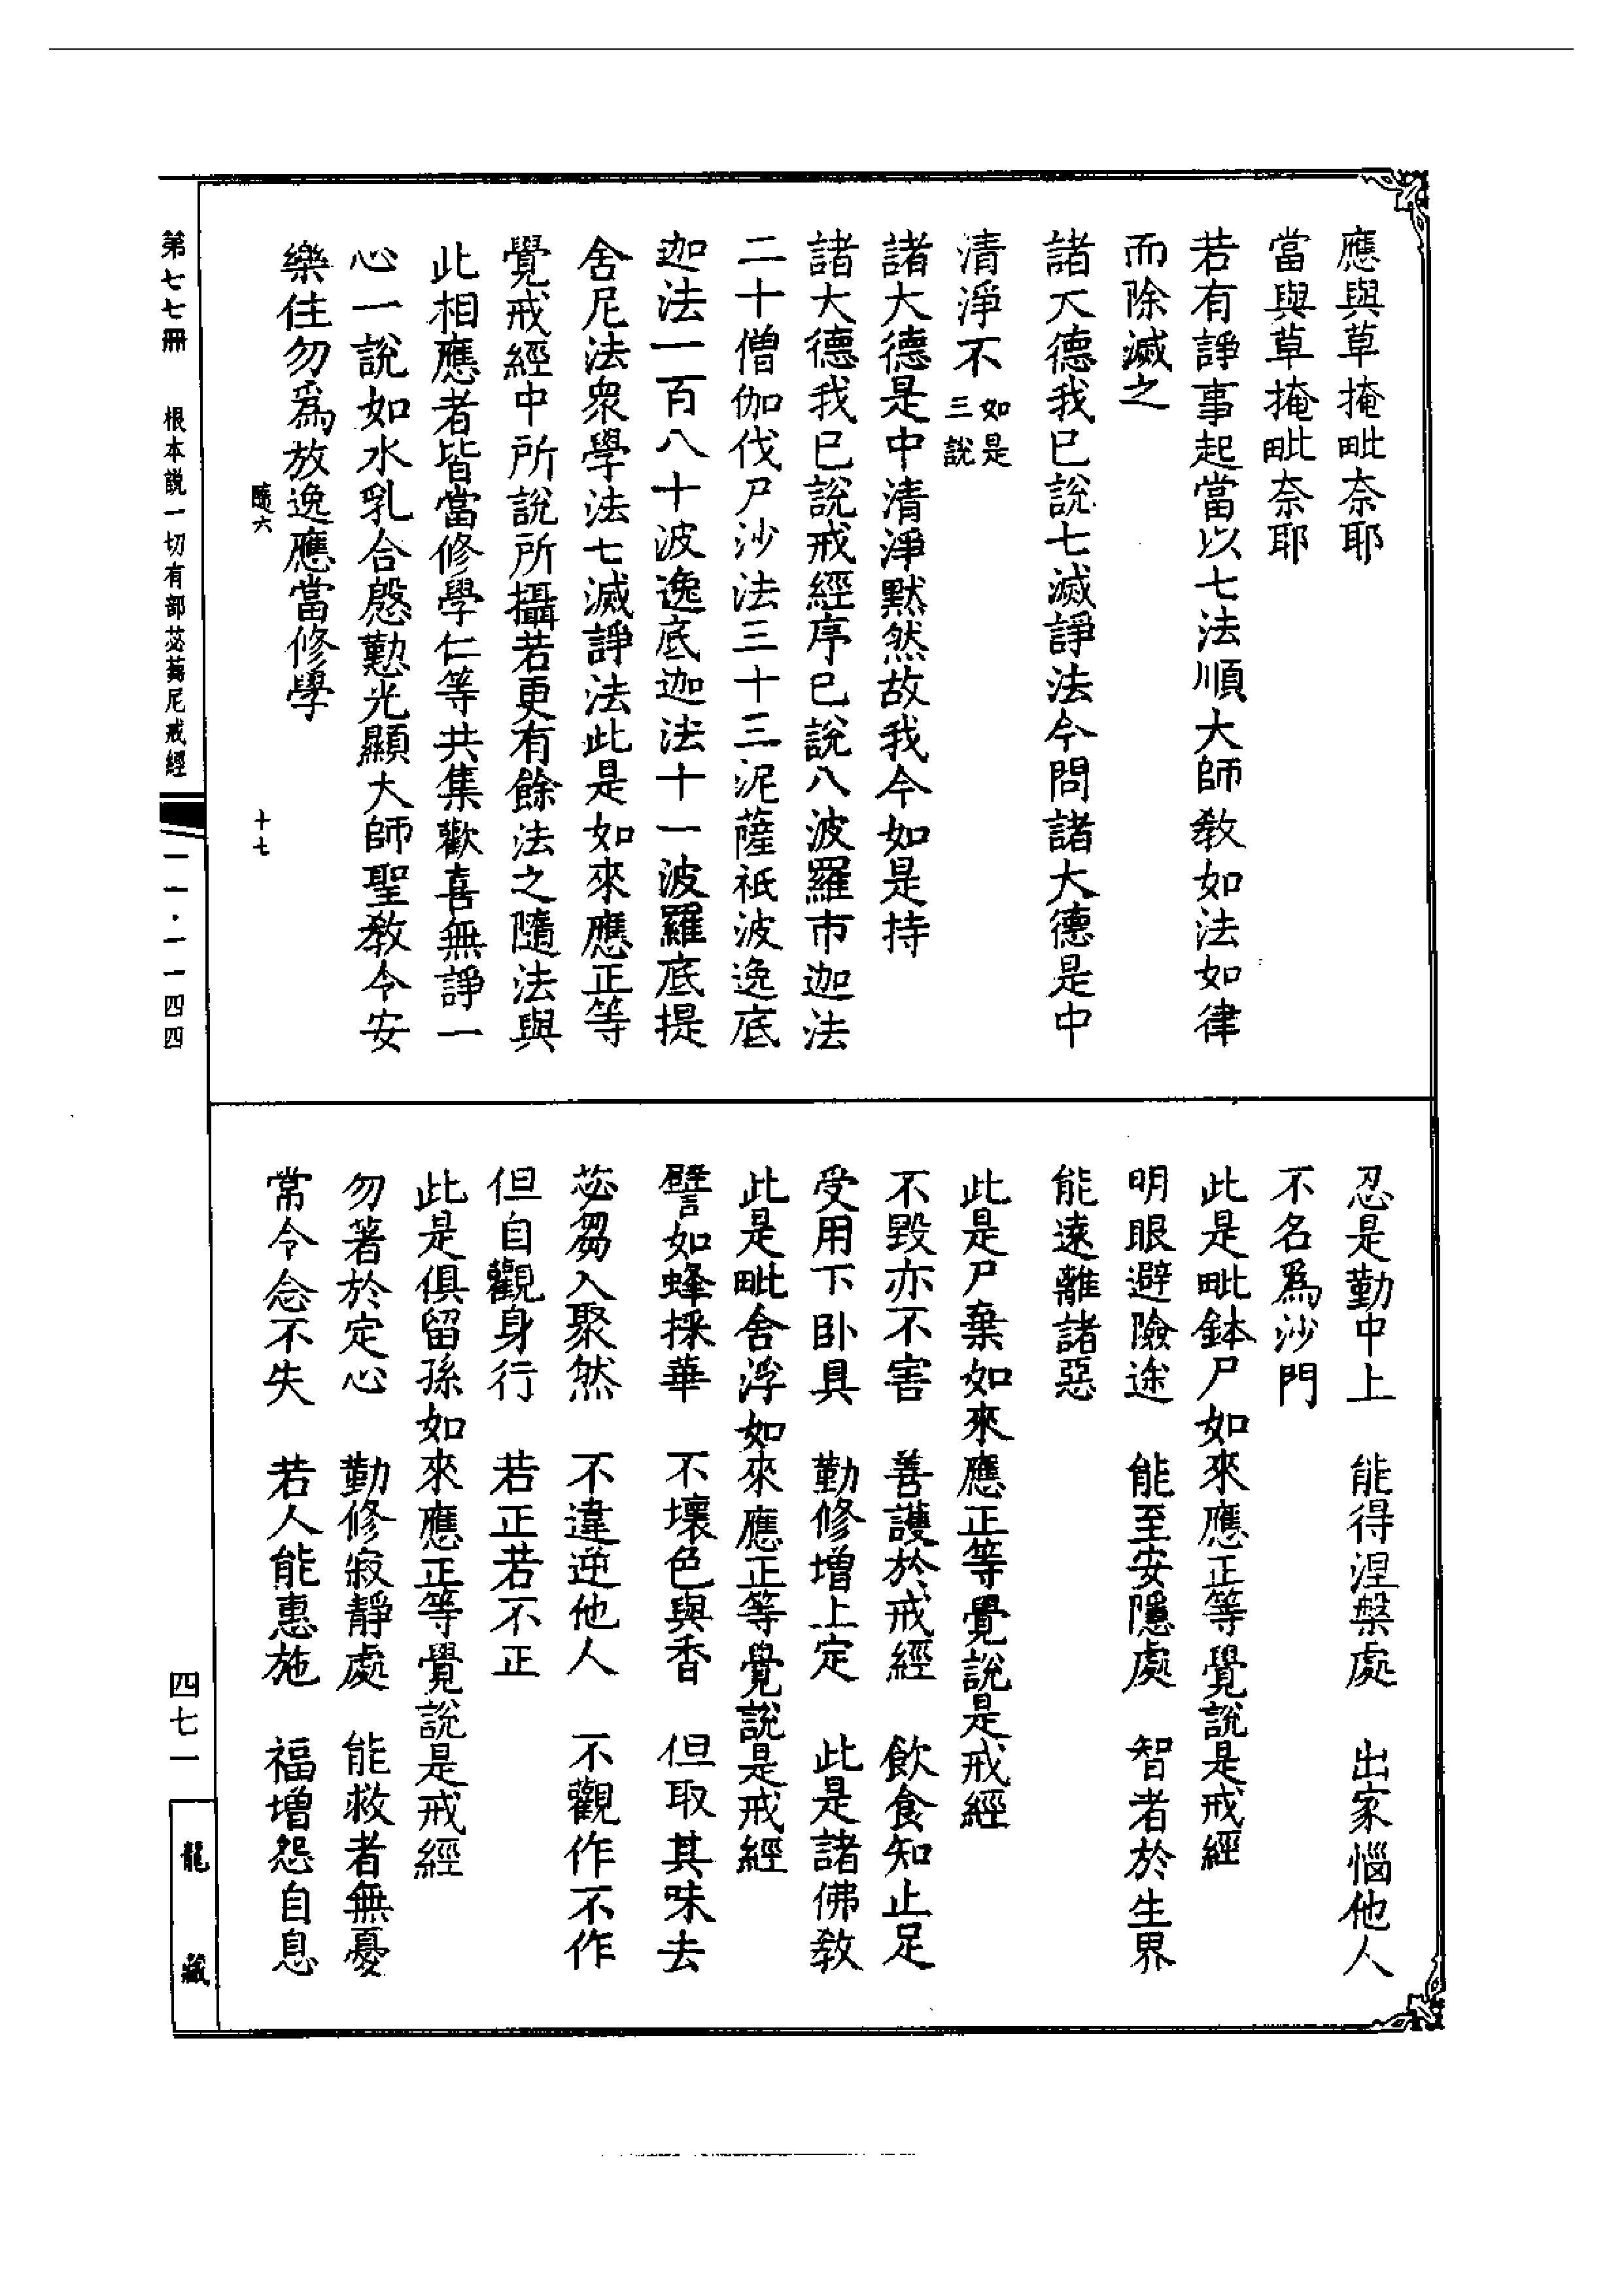 應與草掩毗奈耶
當與草掩毗奈耶
若有諍事起當以七法順大師教如法如律
而除滅之
諸大德我已說七滅諍法今問諸大德是中
清淨不如是三說
諸大德是中清淨默然故我今如是持
諸大德我已說戒經序已說八波羅市迦法
二十僧伽伐尸沙法三十三泥薩祇波逸底
迦法一百八十波逸底迦法十一波羅底提
舍尼法眾學法七滅諍法此是如來應正等
覺戒經中所說所攝若更有餘法之隨法與
此相應者皆當修學仁等共集歡喜無諍一
心一說如水乳合慇懃光顯大師聖教令安
樂住勿為放逸應當修學
隨六 十七
忍是勤中上 能得涅槃處 出家惱他人
不名為沙門
此是毗鉢尸如來應正等覺說是戒經
明眼避險途 能至安隱處 智者於生界
能遠離諸惡
此是尸棄如來應正等覺說是戒經
不毀亦不害 善護於戒經 飲食知止足
受用下臥具 勤修增上定 此是諸佛教
此是毗舍浮如來應正等覺說是戒經
譬如蜂採華 不壞色與香 但取其味去
苾芻入聚然 不違逆他人 不觀作不作
但自觀身行 若正若不正
此是俱留孫如來應正等覺說是戒經
勿著於定心 勤修寂靜處 能救者無憂
常令念不失 若人能惠施 福增怨自息
第七七冊 根本說一切有部苾蒭尼戒經 一一·一一四四
四七一
龍藏